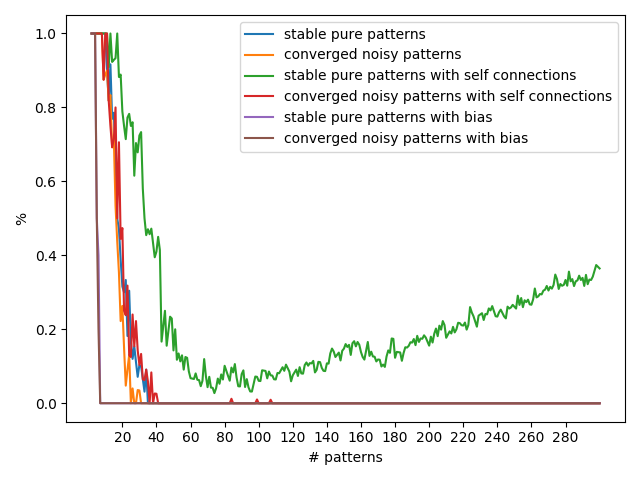 stable pure patterns
converged noisy patterns
stable pure patterns with self connections
converged noisy patterns with self connections
stable pure patterns with bias
converged noisy patterns with bias
1.0
0.8
0.6
0.4
0.2
0.0
%
20 40 60 80 100 120 140 160 180 200 220 240 260 280
# patterns